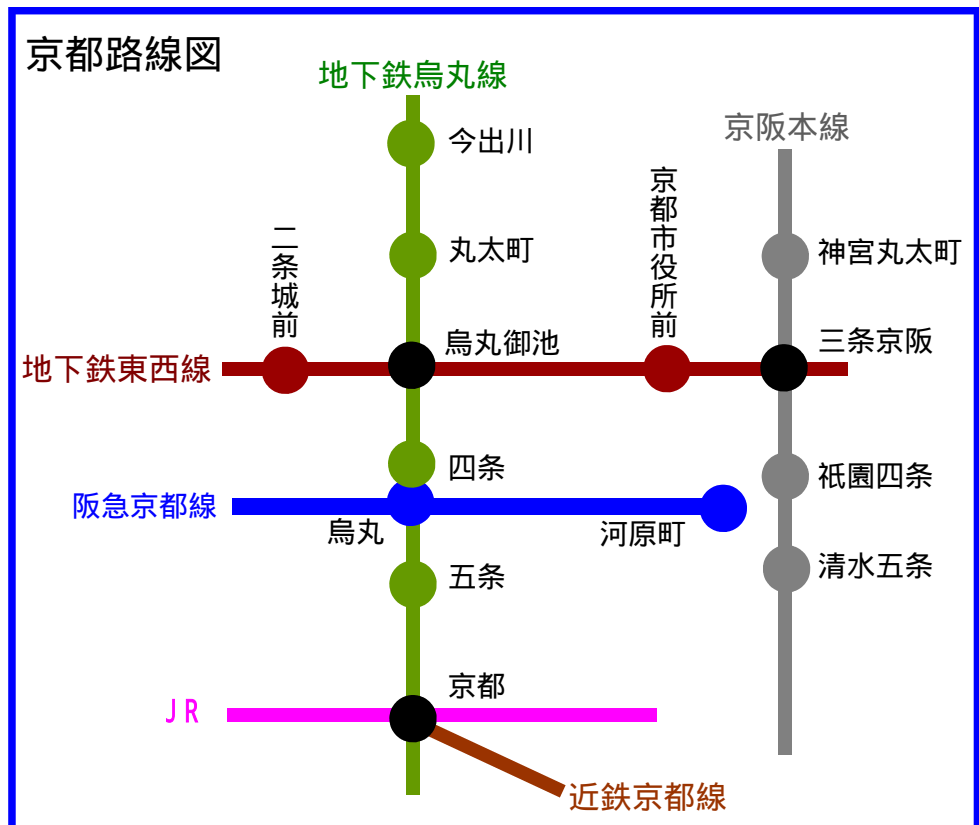 京都路線図
地下鉄烏丸線
京阪本線
今出川
京都市役所前
二条城前
丸太町
神宮丸太町
烏丸御池
三条京阪
地下鉄東西線
四条
祇園四条
阪急京都線
烏丸
河原町
清水五条
五条
京都
JR
近鉄京都線